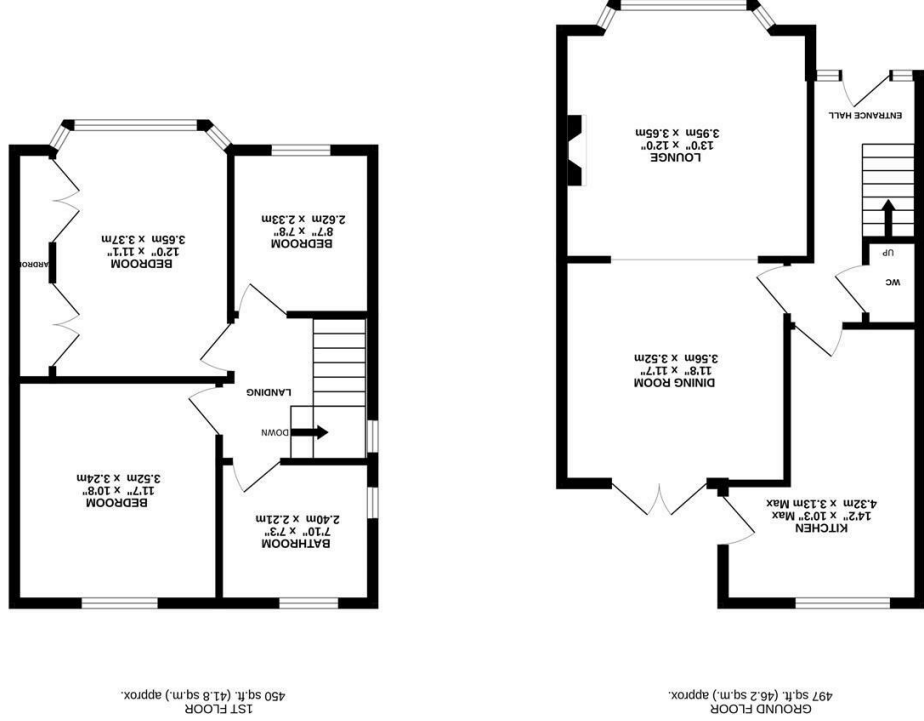 GROUND FLOOR
497 sq.ft. (46.2 sq.m.) approx.
KITCHEN
14'2" x 10'3" Max
4.32m x 3.13m Max
DINING ROOM
11'8" x 11'7"
3.56m x 3.52m
WC
UP
LOUNGE
13'0" x 12'0"
3.95m x 3.65m
ENTRANCE HALL
1ST FLOOR
450 sq.ft. (41.8 sq.m.) approx.
BATHROOM
7'10" x 7'3"
2.40m x 2.21m
BEDROOM
11'7" x 10'8"
3.52m x 3.24m
DOWN
LANDING
BEDROOM
12'0" x 11'1"
3.65m x 3.37m
BEDROOM
8'7" x 7'8"
2.62m x 2.33m